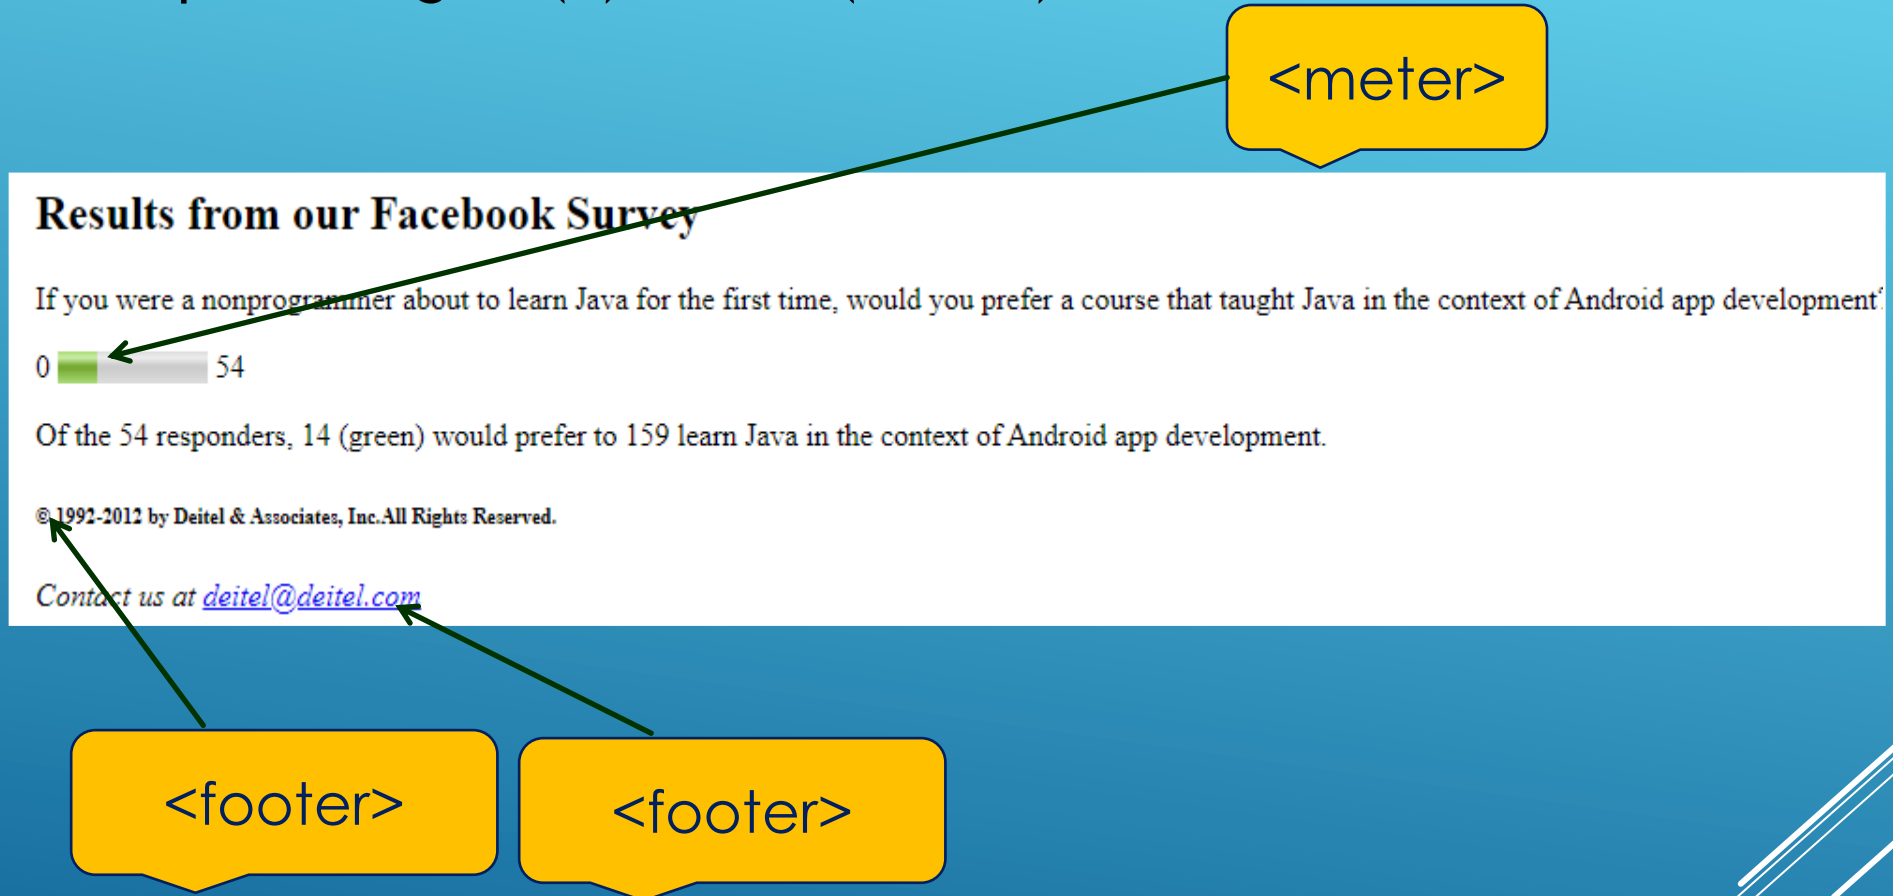 <meter>
Results from our Facebook Survey
If you were a nonprogrammer about to learn Java for the first time, would you prefer a course that taught Java in the context of Android app development?
0 54
Of the 54 responders, 14 (green) would prefer to 159 learn Java in the context of Android app development.
© 1992-2012 by Deitel & Associates, Inc.All Rights Reserved.
Contact us at deitel@deitel.com
<footer>
<footer>